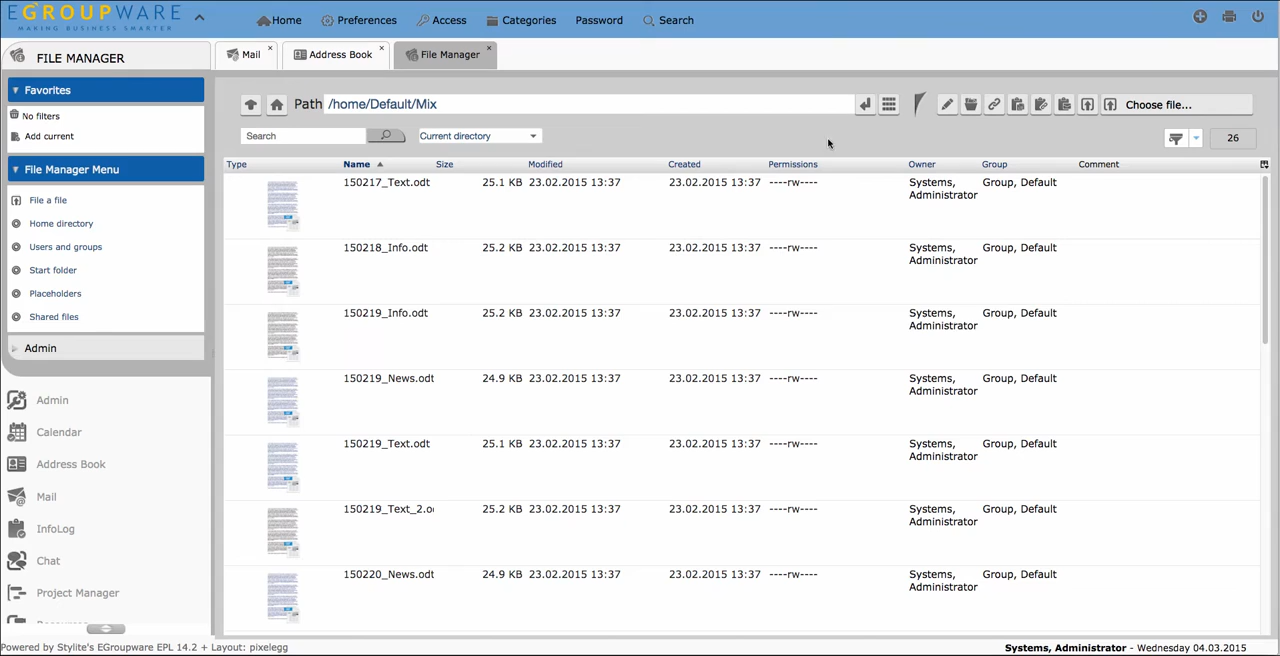 EGROUPWARE
MAKING BUSINESS SMARTER
Home Preferences Access Categories Password Search
FILE MANAGER
Mail Address Book File Manager
Favorites
No filters
Add current
File Manager Menu
File a file
Home directory
Users and groups
Start folder
Placeholders
Shared files
Admin
Admin
Calendar
Address Book
Mail
InfoLog
Chat
Project Manager
Path /home/Default/Mix Choose file...
Search Current directory 26
Type Name Size Modified Created Permissions Owner Group Comment
150217_Text.odt 25.1 KB 23.02.2015 13:37 23.02.2015 13:37 ----rw---- Systems, Group, Default
Administrator
150218_Info.odt 25.2 KB 23.02.2015 13:37 23.02.2015 13:37 ----rw---- Systems, Group, Default
Administrator
150219_Info.odt 25.2 KB 23.02.2015 13:37 23.02.2015 13:37 ----rw---- Systems, Group, Default
Administrator
150219_News.odt 24.9 KB 23.02.2015 13:37 23.02.2015 13:37 ----rw---- Systems, Group, Default
Administrator
150219_Text.odt 25.1 KB 23.02.2015 13:37 23.02.2015 13:37 ----rw---- Systems, Group, Default
Administrator
150219_Text_2.o 25.2 KB 23.02.2015 13:37 23.02.2015 13:37 ----rw---- Systems, Group, Default
Administrator
150220_News.odt 24.9 KB 23.02.2015 13:37 23.02.2015 13:37 ----rw---- Systems, Group, Default
Administrator
Powered by Stylite's EGroupware EPL 14.2 + Layout: pixelegg
Systems, Administrator - Wednesday 04.03.2015